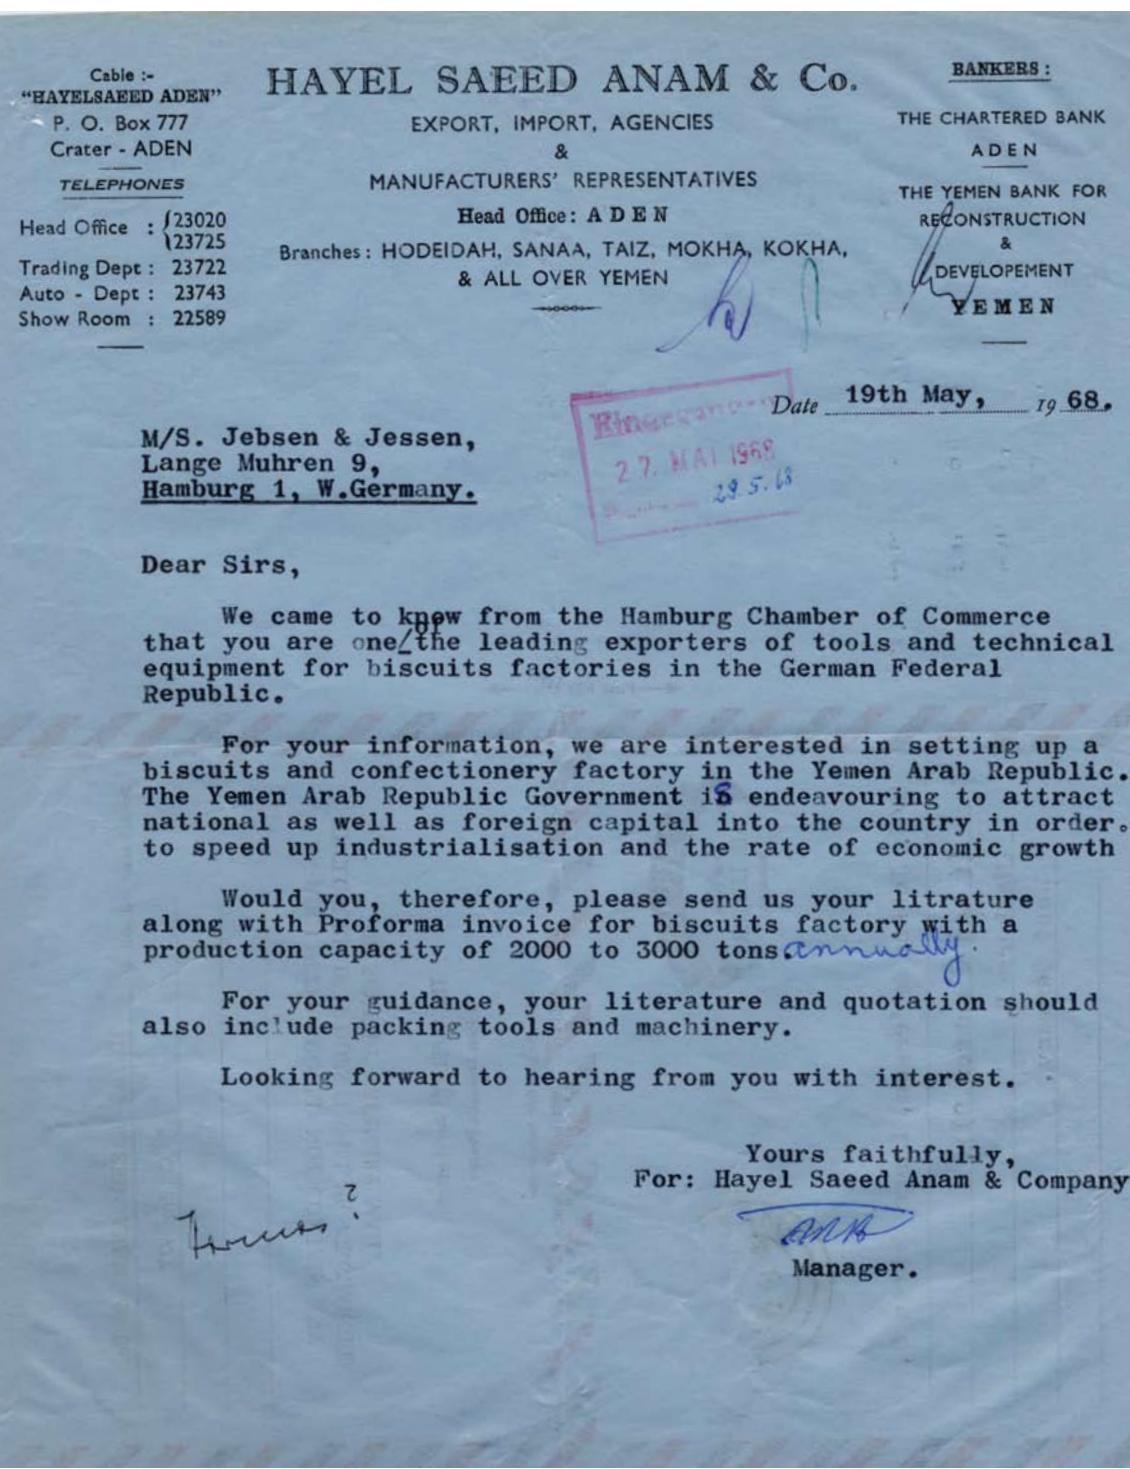 Cable :-
"HAYELSAEED ADEN"
P. O. Box 777
Crater - ADEN
TELEPHONES
Head Office : {23020
23725
Trading Dept : 23722
Auto - Dept : 23743
Show Room : 22589
HAYEL SAEED ANAM & Co.
EXPORT, IMPORT, AGENCIES
&
MANUFACTURERS' REPRESENTATIVES
Head Office: ADEN
Branches: HODEIDAH, SANAA, TAIZ, MOKHA, KOKHA,
& ALL OVER YEMEN
BANKERS :
THE CHARTERED BANK
ADEN
THE YEMEN BANK FOR
RECONSTRUCTION
&
DEVELOPEMENT
YEMEN
Date 19th May, 1968.
27. MAI 1968
29.5.68
M/S. Jebsen & Jessen,
Lange Muhren 9,
Hamburg 1, W.Germany.
Dear Sirs,
We came to know from the Hamburg Chamber of Commerce
that you are one/the leading exporters of tools and technical
equipment for biscuits factories in the German Federal
Republic.
For your information, we are interested in setting up a
biscuits and confectionery factory in the Yemen Arab Republic.
The Yemen Arab Republic Government is endeavouring to attract
national as well as foreign capital into the country in order.
to speed up industrialisation and the rate of economic growth
Would you, therefore, please send us your litrature
along with Proforma invoice for biscuits factory with a
production capacity of 2000 to 3000 tons.annually.
For your guidance, your literature and quotation should
also include packing tools and machinery.
Looking forward to hearing from you with interest.
Yours faithfully,
For: Hayel Saeed Anam & Company
Manager.